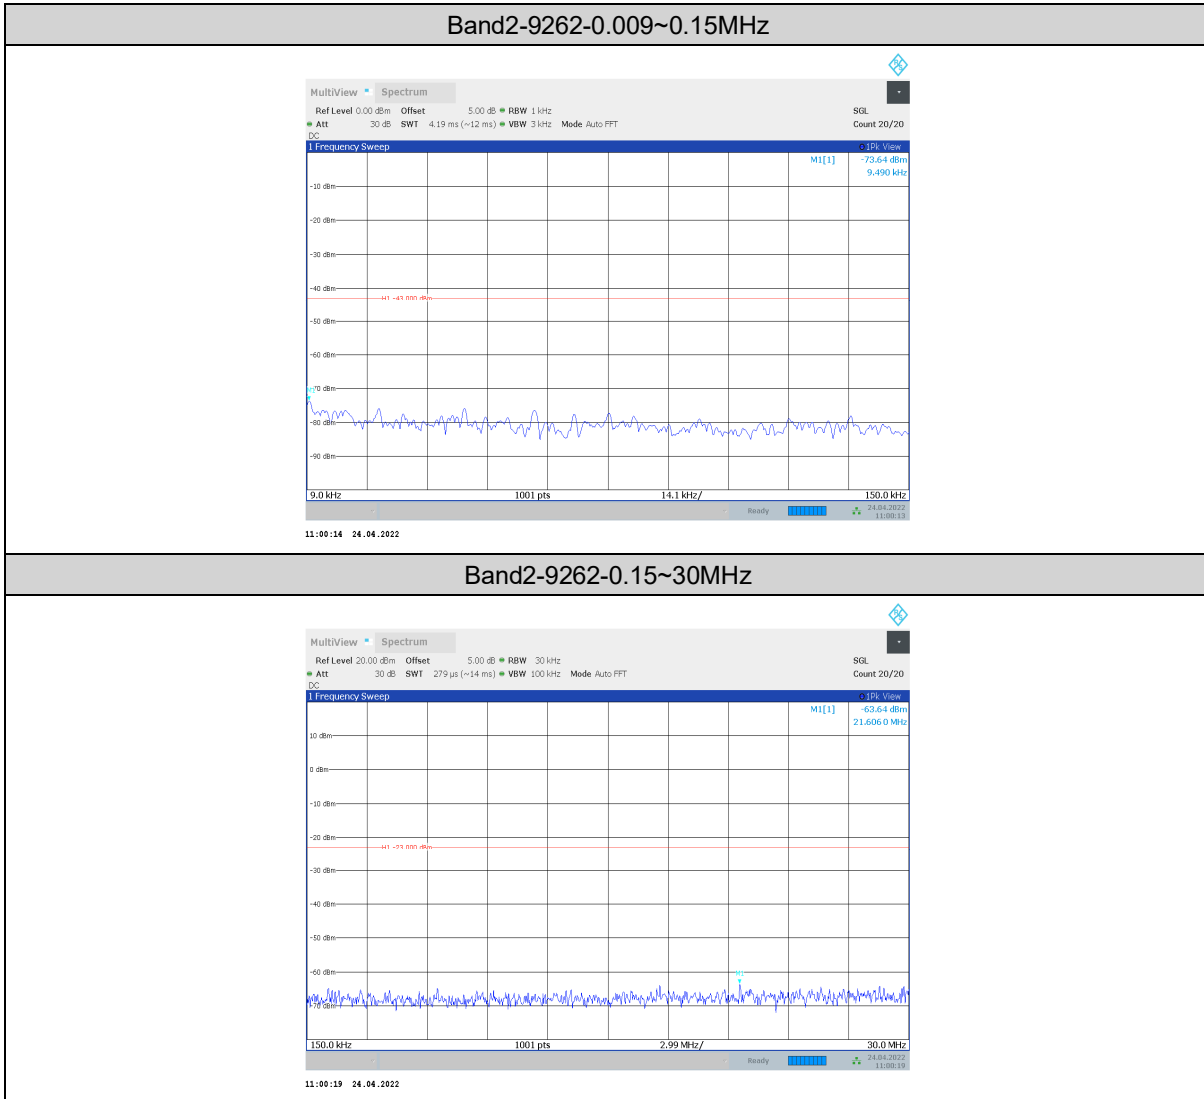 Band2-9262-0.009~0.15MHz
MultiView Spectrum
Ref Level 0.00 dBm Offset 5.00 dB RBW 1 kHz SGL
Att 30 dB SWT 4.19 ms (~12 ms) VBW 3 kHz Mode Auto FFT Count 20/20
DC
1 Frequency Sweep 1Pk View
M1[1] -73.64 dBm
9.490 kHz
-10 dBm
-20 dBm
-30 dBm
-40 dBm
H1 -43.000 dBm
-50 dBm
-60 dBm
-70 dBm
-80 dBm
-90 dBm
9.0 kHz 1001 pts 14.1 kHz/ 150.0 kHz
Ready 24.04.2022
11:00:13
11:00:14 24.04.2022
Band2-9262-0.15~30MHz
MultiView Spectrum
Ref Level 20.00 dBm Offset 5.00 dB RBW 30 kHz SGL
Att 30 dB SWT 279 µs (~14 ms) VBW 100 kHz Mode Auto FFT Count 20/20
DC
1 Frequency Sweep 1Pk View
M1[1] -63.64 dBm
21.6060 MHz
10 dBm
0 dBm
-10 dBm
-20 dBm
H1 -23.000 dBm
-30 dBm
-40 dBm
-50 dBm
-60 dBm
M1
-70 dBm
150.0 kHz 1001 pts 2.99 MHz/ 30.0 MHz
Ready 24.04.2022
11:00:19
11:00:19 24.04.2022